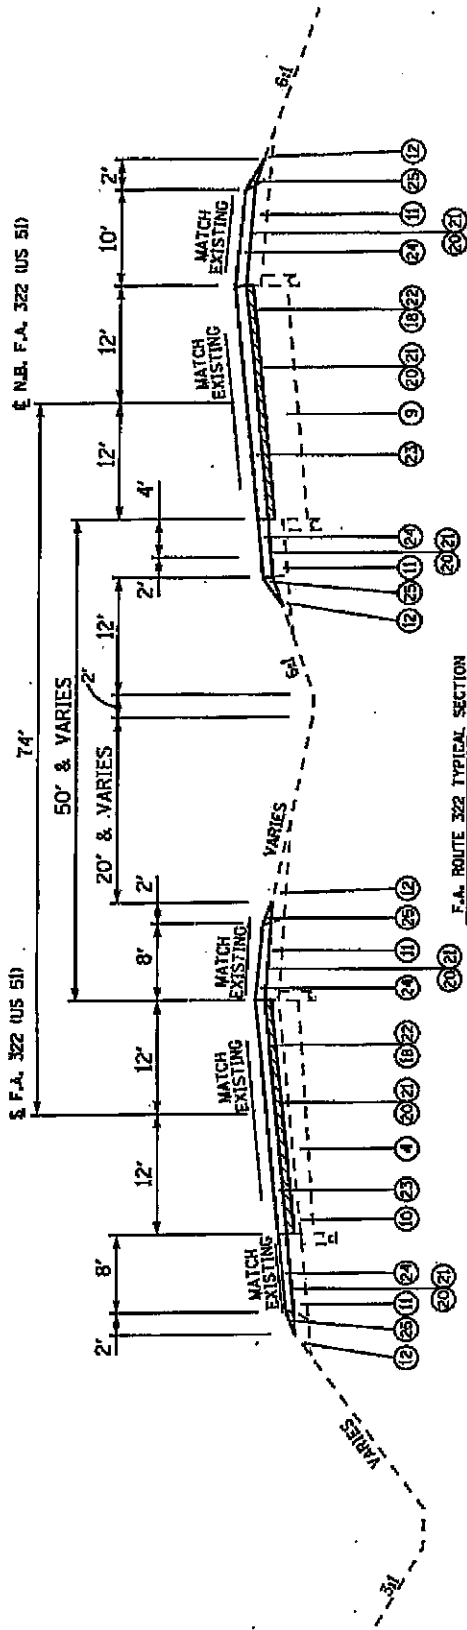 S F.A. 322 (US 51)
℄ N.B. F.A. 322 (US 51)
74'
50' & VARIES
20' & VARIES
2'
12'
2'
4'
12'
12'
10'
2'
2'
8'
12'
12'
8'
2'
MATCH
EXISTING
MATCH
EXISTING
MATCH
EXISTING
MATCH
EXISTING
MATCH
EXISTING
3:1
VARIES
VARIES
6:1
6:1
12
25
11
20 21
24
10
23
4
20 21
18 22
24
20 21
11
25
12
12
25
11
20 21
24
23
9
20 21
18 22
24
20 21
11
25
12
F.A. ROUTE 322 TYPICAL SECTION